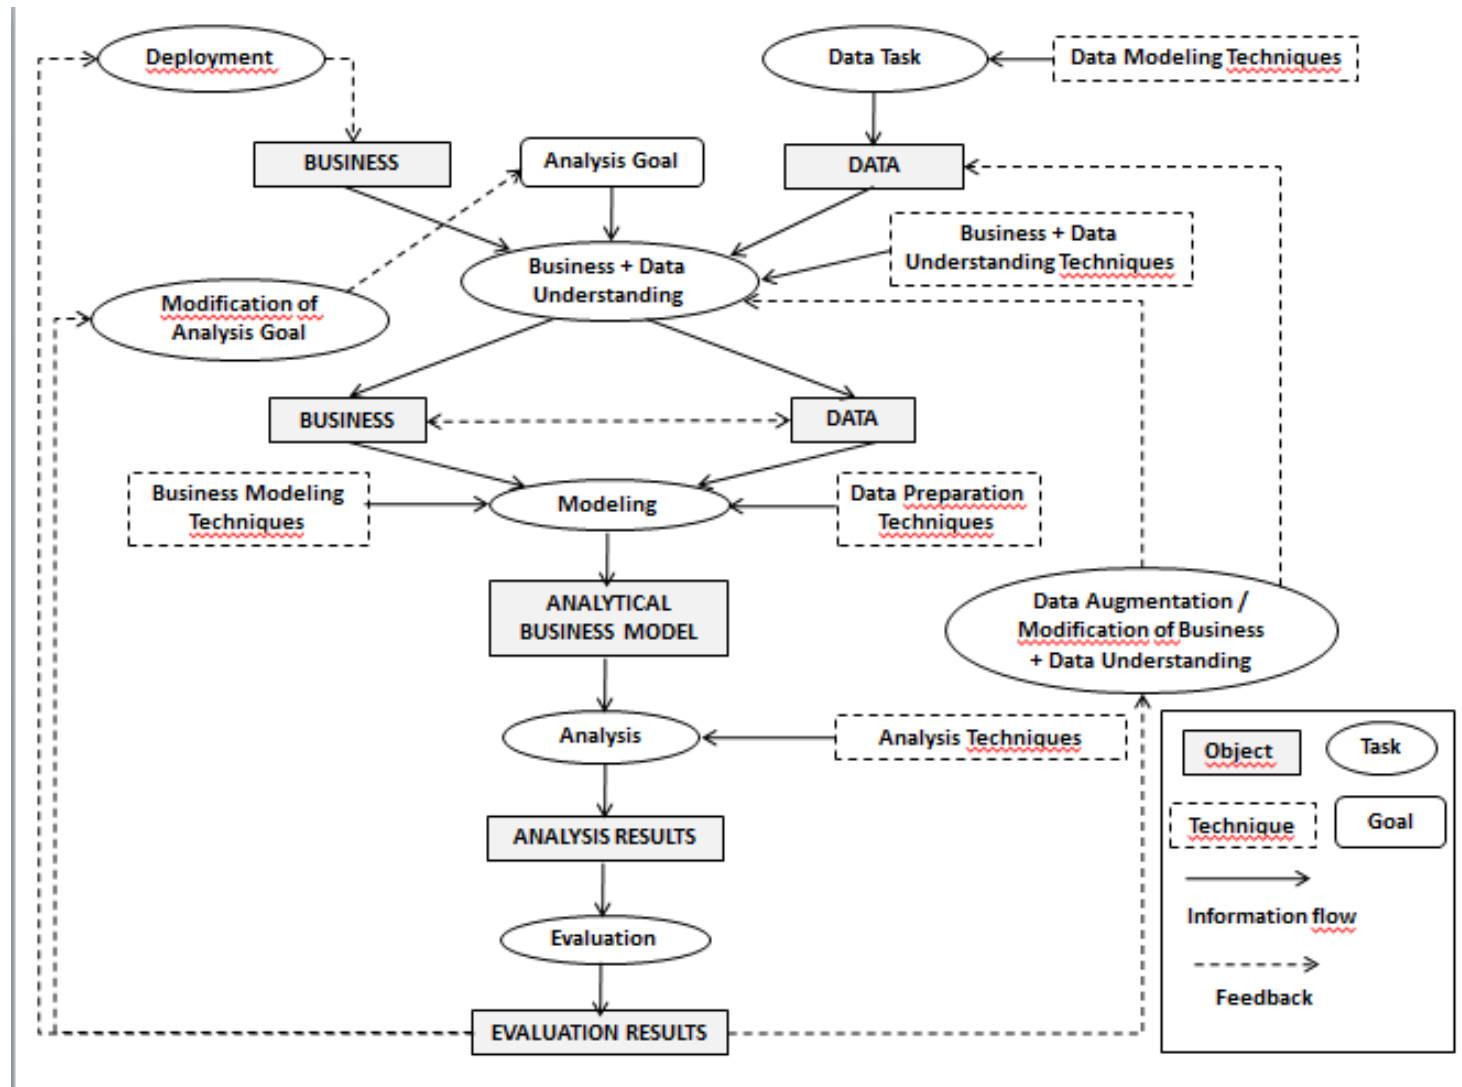 Deployment
Data Task
Data Modeling Techniques
BUSINESS
Analysis Goal
DATA
Business + Data
Understanding Techniques
Business + Data
Understanding
Modification of
Analysis Goal
BUSINESS
DATA
Business Modeling
Techniques
Modeling
Data Preparation
Techniques
ANALYTICAL
BUSINESS MODEL
Data Augmentation /
Modification of Business
+ Data Understanding
Analysis
Analysis Techniques
Object
Task
Technique
Goal
ANALYSIS RESULTS
Information flow
Evaluation
Feedback
EVALUATION RESULTS